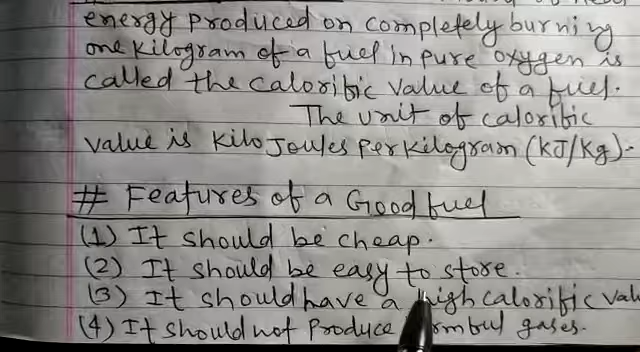 energy produced on completely burning
one kilogram of a fuel in pure oxygen is
called the calorific value of a fuel.
The unit of calorific
value is kilo Joules per kilogram (KJ/Kg).
# Features of a Good fuel
(1) It should be cheap.
(2) It should be easy to store.
(3) It should have a high calorific
(4) It should not produce gases.